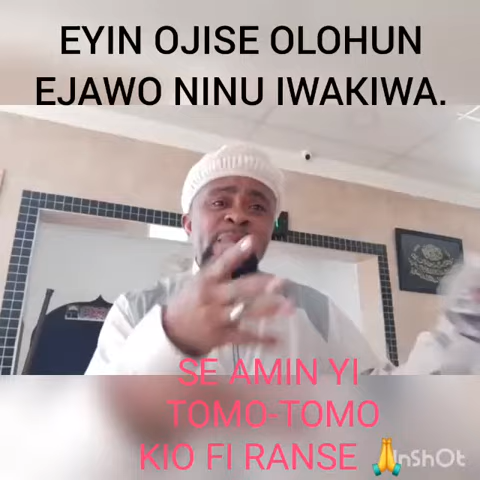 EYIN OJISE OLOHUN
EJAWO NINU IWAKIWA.
SE AMIN YI
TOMO-TOMO
KIO FI RANSE 🙏
InShOt